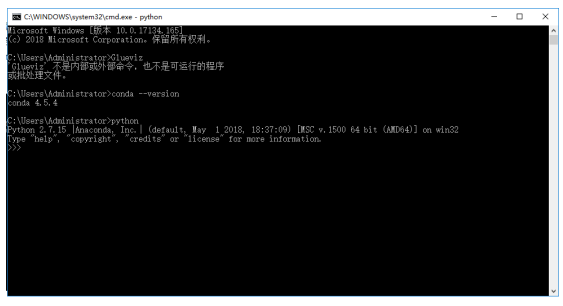 C:\WINDOWS\system32\cmd.exe - python
Microsoft Windows [版本 10.0.17134.165]
(c) 2018 Microsoft Corporation。保留所有权利。
C:\Users\Administrator>Glueviz
'Glueviz' 不是内部或外部命令，也不是可运行的程序
或批处理文件。
C:\Users\Administrator>conda --version
conda 4.5.4
C:\Users\Administrator>python
Python 2.7.15 |Anaconda, Inc.| (default, May  1 2018, 18:37:09) [MSC v.1500 64 bit (AMD64)] on win32
Type "help", "copyright", "credits" or "license" for more information.
>>>